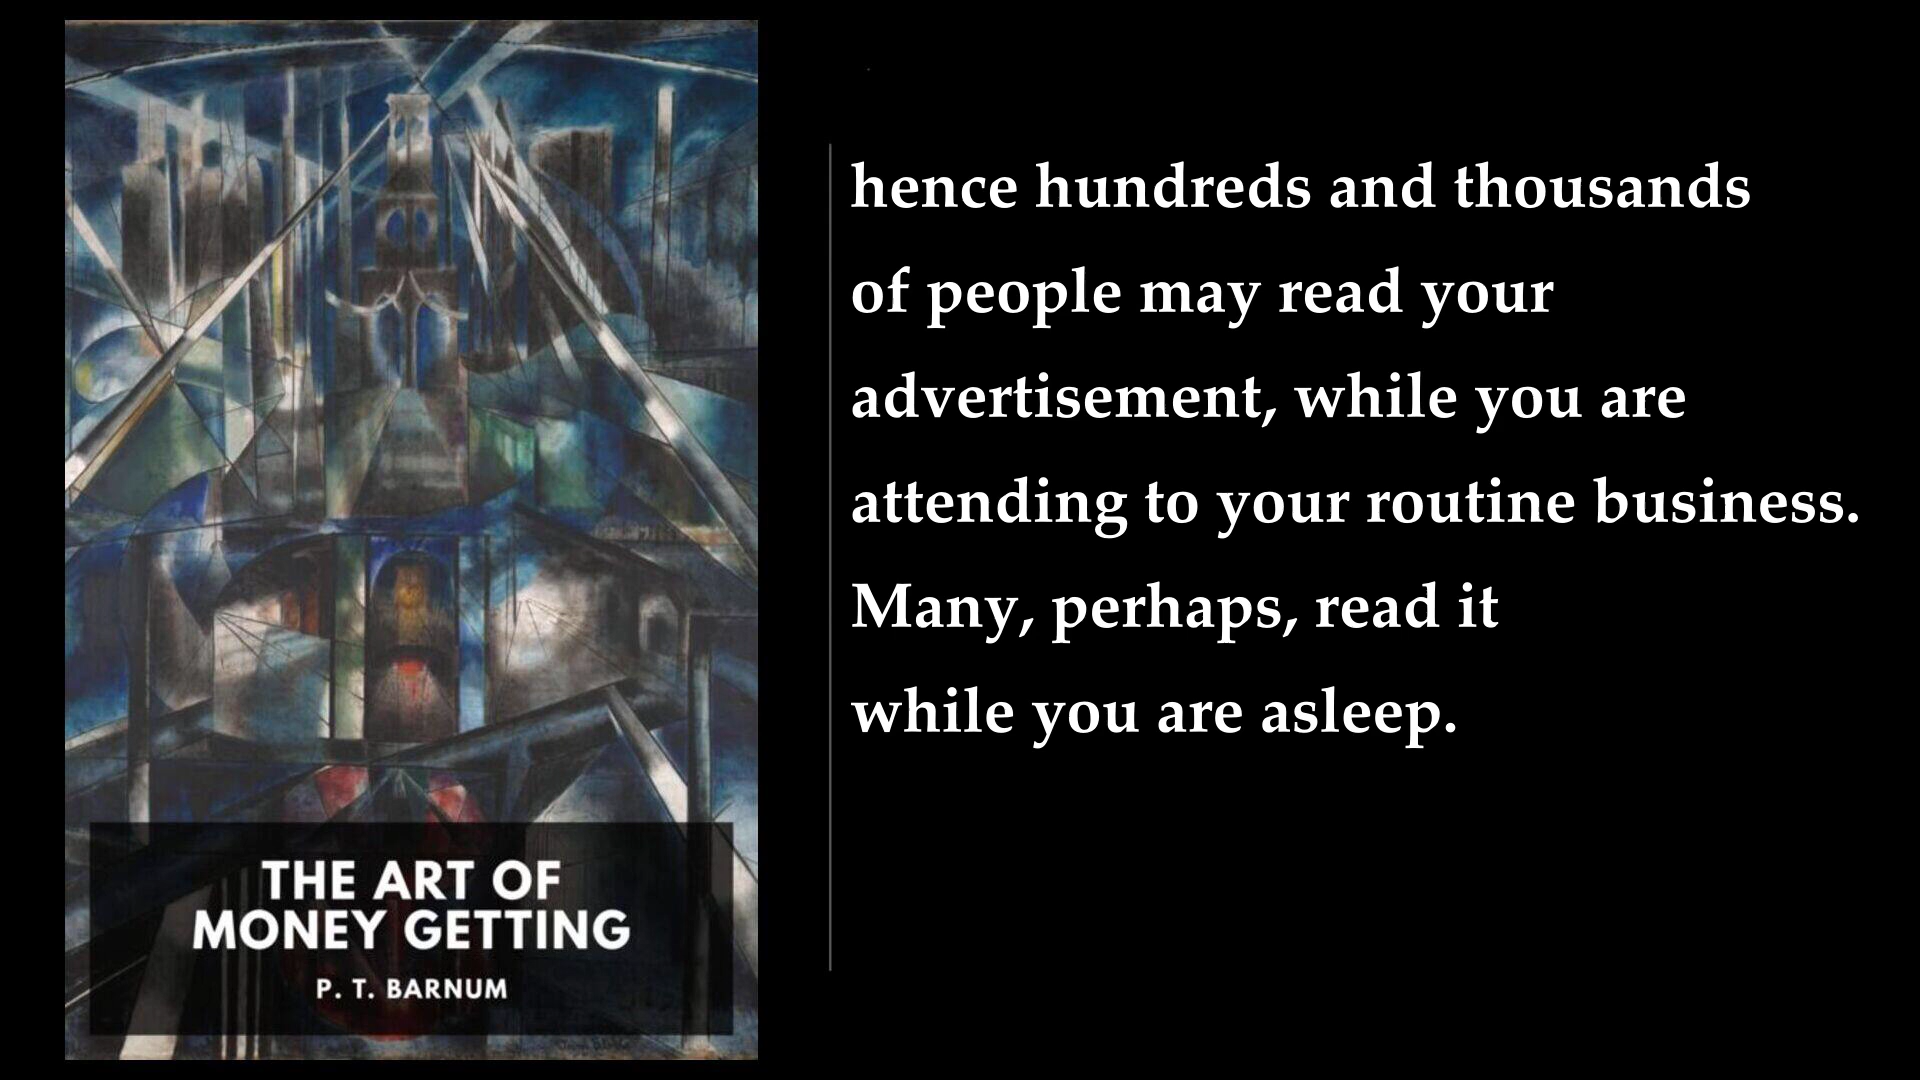 THE ART OF
MONEY GETTING
P. T. BARNUM
hence hundreds and thousands
of people may read your
advertisement, while you are
attending to your routine business.
Many, perhaps, read it
while you are asleep.